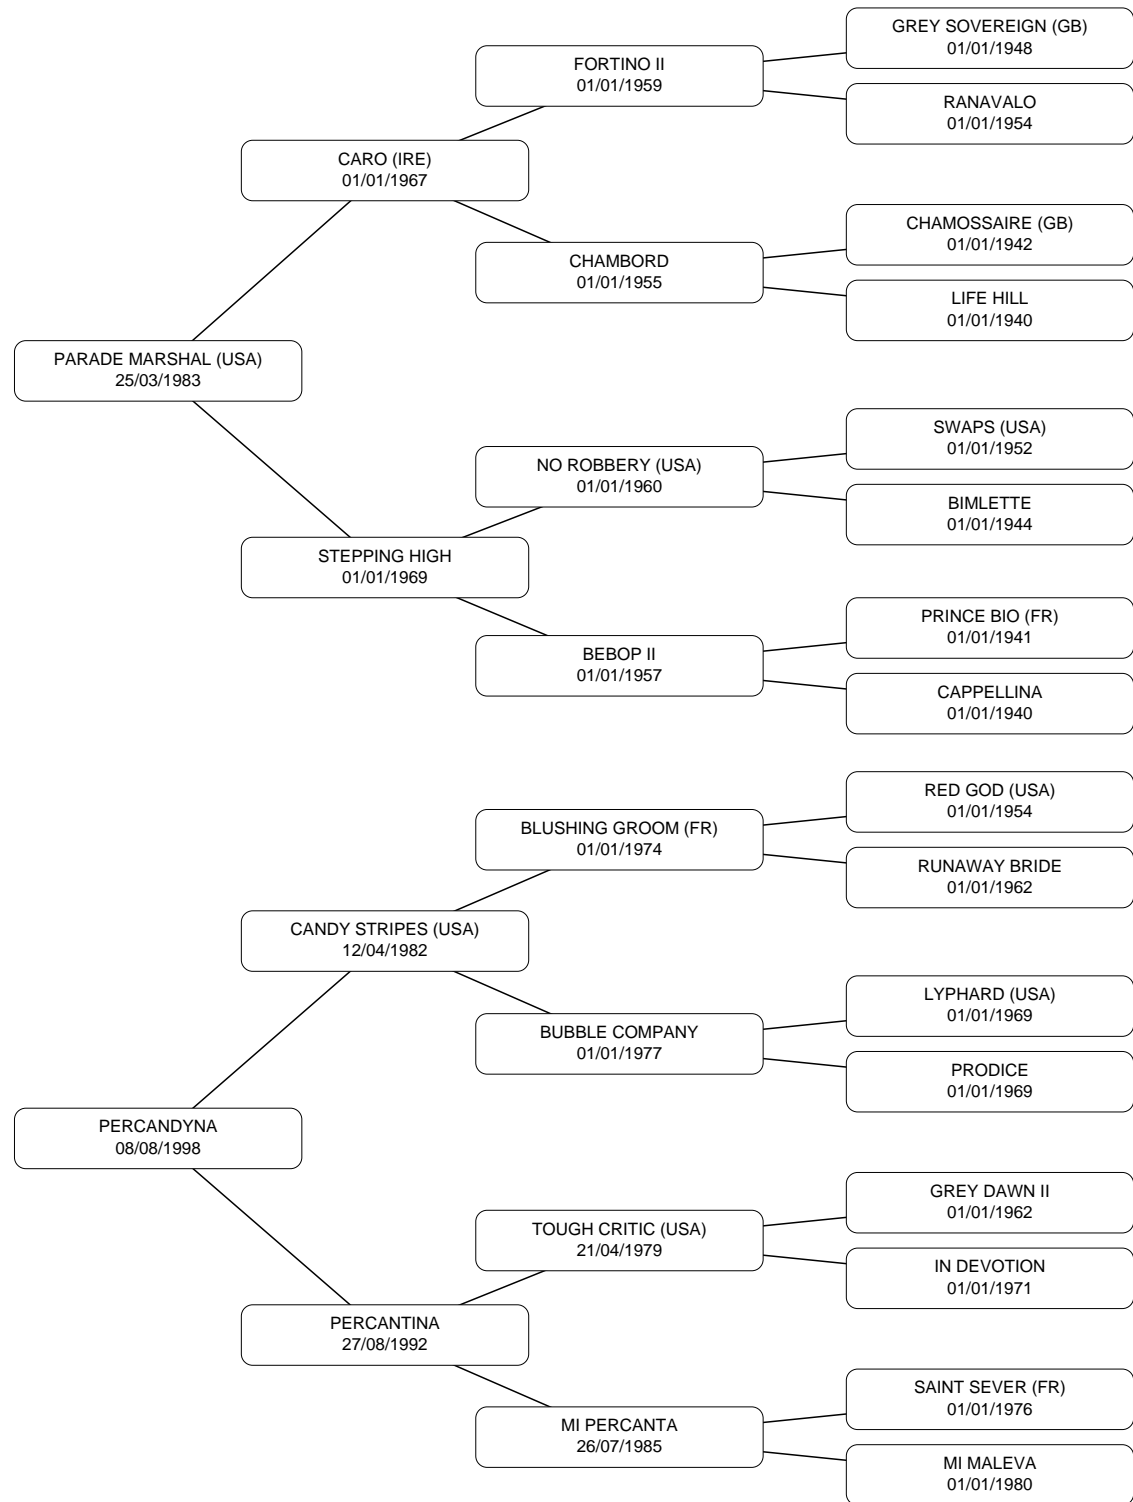 GREY SOVEREIGN (GB)
01/01/1948
FORTINO II
01/01/1959
RANAVALO
01/01/1954
CARO (IRE)
01/01/1967
CHAMOSSAIRE (GB)
01/01/1942
CHAMBORD
01/01/1955
LIFE HILL
01/01/1940
PARADE MARSHAL (USA)
25/03/1983
SWAPS (USA)
01/01/1952
NO ROBBERY (USA)
01/01/1960
BIMLETTE
01/01/1944
STEPPING HIGH
01/01/1969
PRINCE BIO (FR)
01/01/1941
BEBOP II
01/01/1957
CAPPELLINA
01/01/1940
RED GOD (USA)
01/01/1954
BLUSHING GROOM (FR)
01/01/1974
RUNAWAY BRIDE
01/01/1962
CANDY STRIPES (USA)
12/04/1982
LYPHARD (USA)
01/01/1969
BUBBLE COMPANY
01/01/1977
PRODICE
01/01/1969
PERCANDYNA
08/08/1998
GREY DAWN II
01/01/1962
TOUGH CRITIC (USA)
21/04/1979
IN DEVOTION
01/01/1971
PERCANTINA
27/08/1992
SAINT SEVER (FR)
01/01/1976
MI PERCANTA
26/07/1985
MI MALEVA
01/01/1980